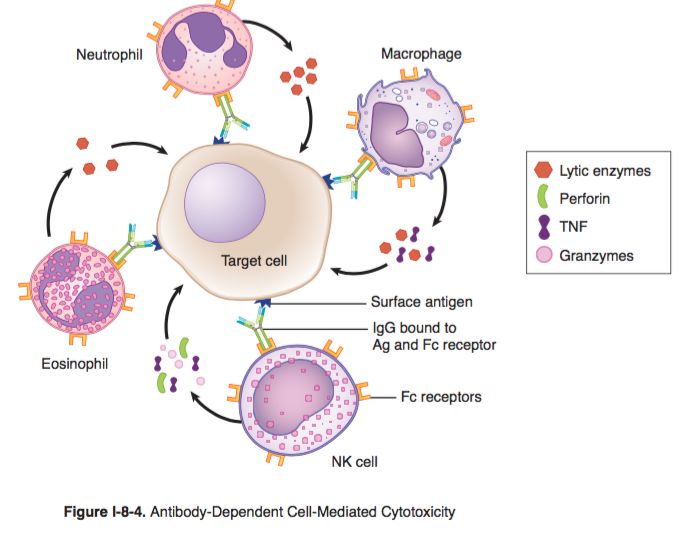 Neutrophil
Macrophage
Lytic enzymes
Perforin
TNF
Granzymes
Target cell
Surface antigen
IgG bound to
Ag and Fc receptor
Eosinophil
Fc receptors
NK cell
Figure I-8-4. Antibody-Dependent Cell-Mediated Cytotoxicity